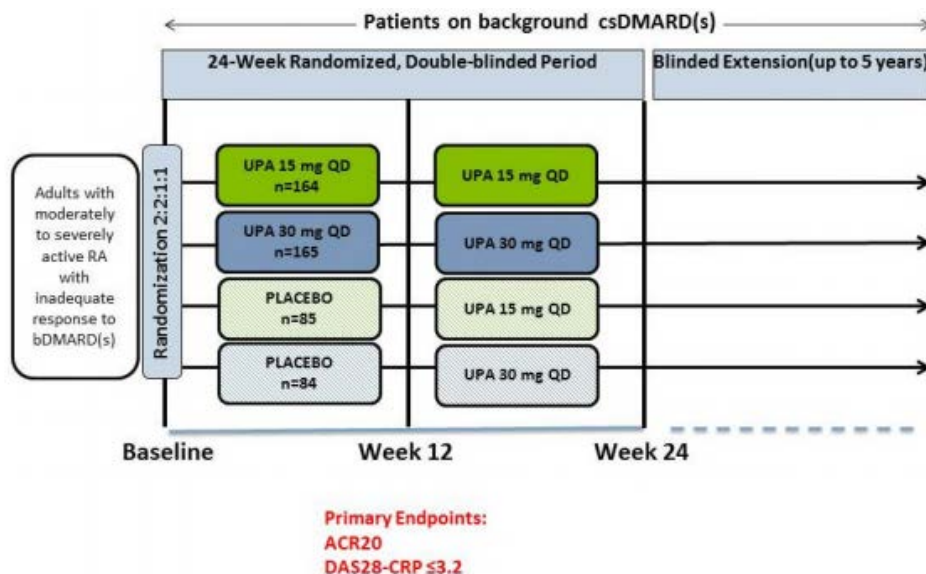 Patients on background csDMARD(s)
24-Week Randomized, Double-blinded Period
Blinded Extension(up to 5 years)
Adults with
moderately
to severely
active RA
with
inadequate
response to
bDMARD(s)
Randomization 2:2:1:1
UPA 15 mg QD
n=164
UPA 15 mg QD
UPA 30 mg QD
n=165
UPA 30 mg QD
PLACEBO
n=85
UPA 15 mg QD
PLACEBO
n=84
UPA 30 mg QD
Baseline
Week 12
Week 24
Primary Endpoints:
ACR20
DAS28-CRP ≤3.2